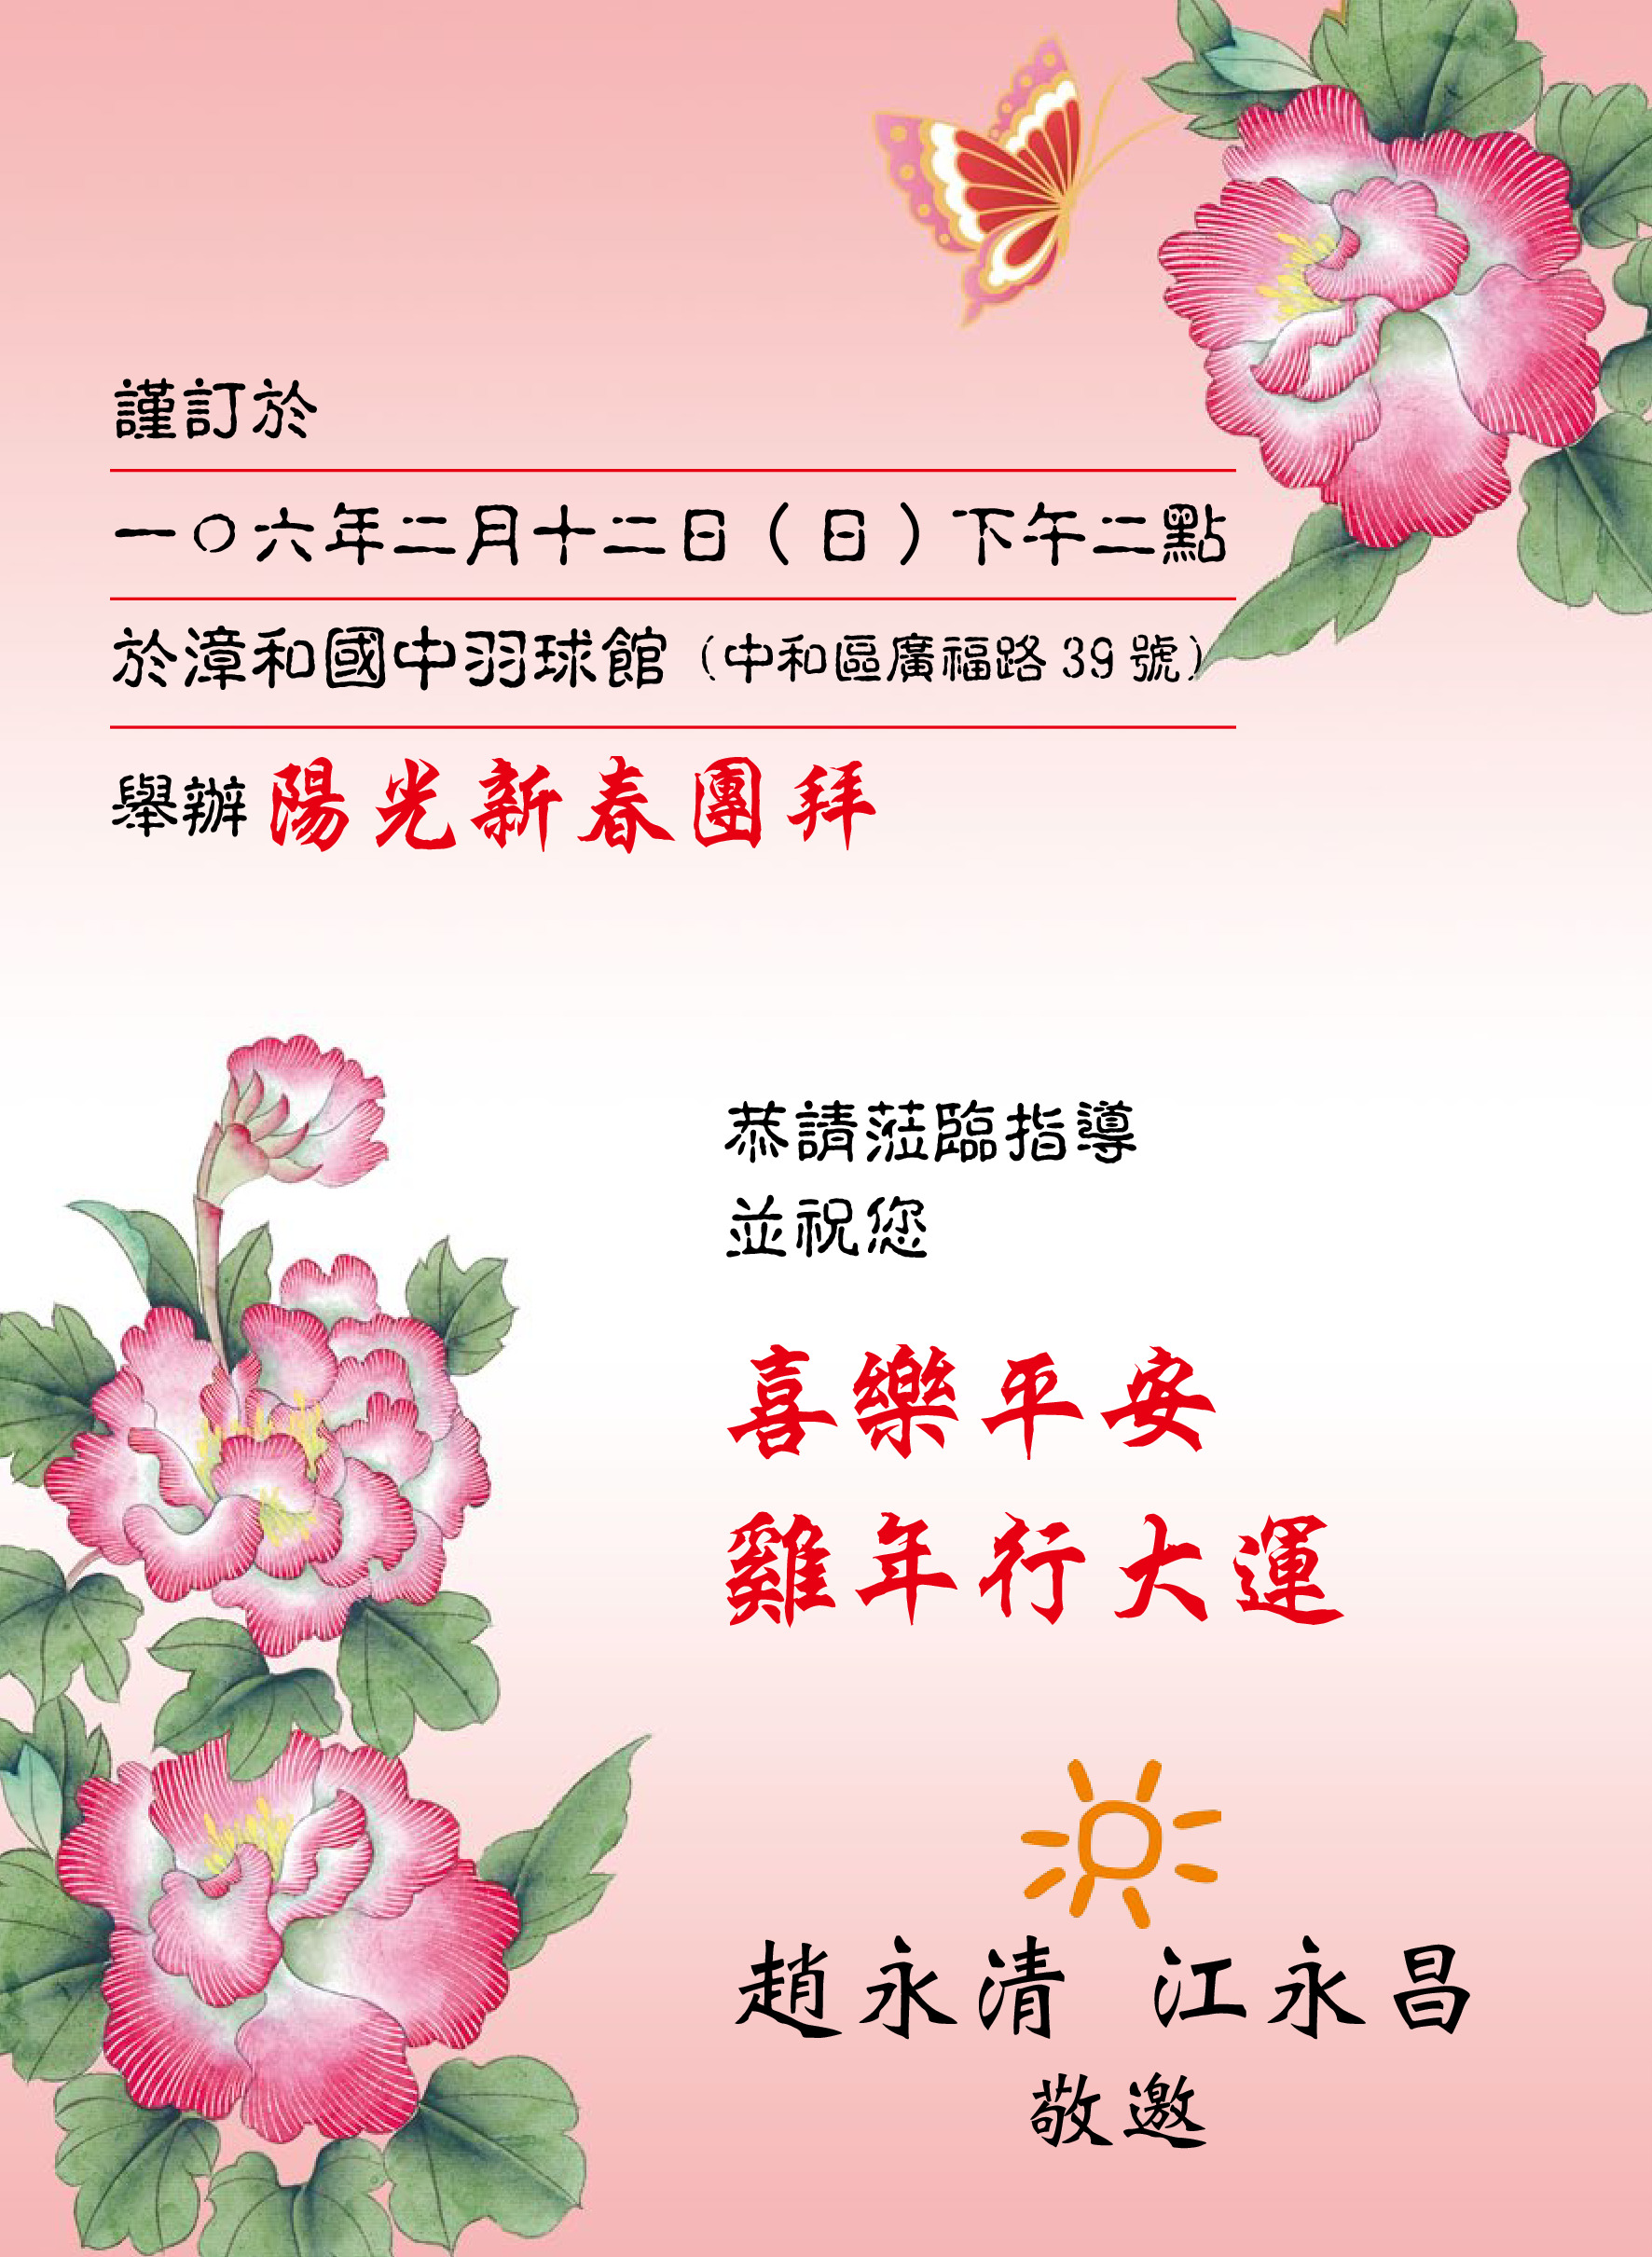 謹訂於
一〇六年二月十二日（日）下午二點
於漳和國中羽球館（中和區廣福路 39 號）
舉辦 陽光新春團拜
恭請蒞臨指導
並祝您
喜樂平安
雞年行大運
趙永清 江永昌
敬邀